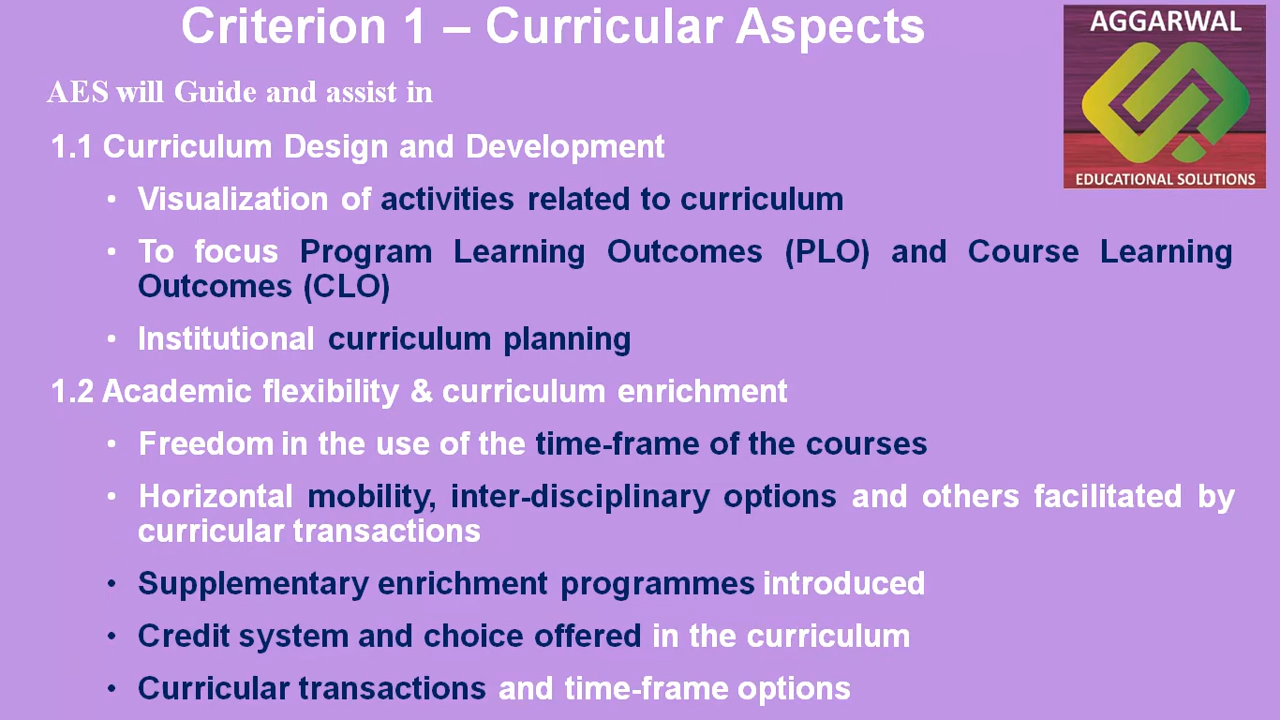 Criterion 1 – Curricular Aspects
AGGARWAL
EDUCATIONAL SOLUTIONS
AES will Guide and assist in
1.1 Curriculum Design and Development
• Visualization of activities related to curriculum
• To focus Program Learning Outcomes (PLO) and Course Learning
Outcomes (CLO)
• Institutional curriculum planning
1.2 Academic flexibility & curriculum enrichment
• Freedom in the use of the time-frame of the courses
• Horizontal mobility, inter-disciplinary options and others facilitated by
curricular transactions
• Supplementary enrichment programmes introduced
• Credit system and choice offered in the curriculum
• Curricular transactions and time-frame options